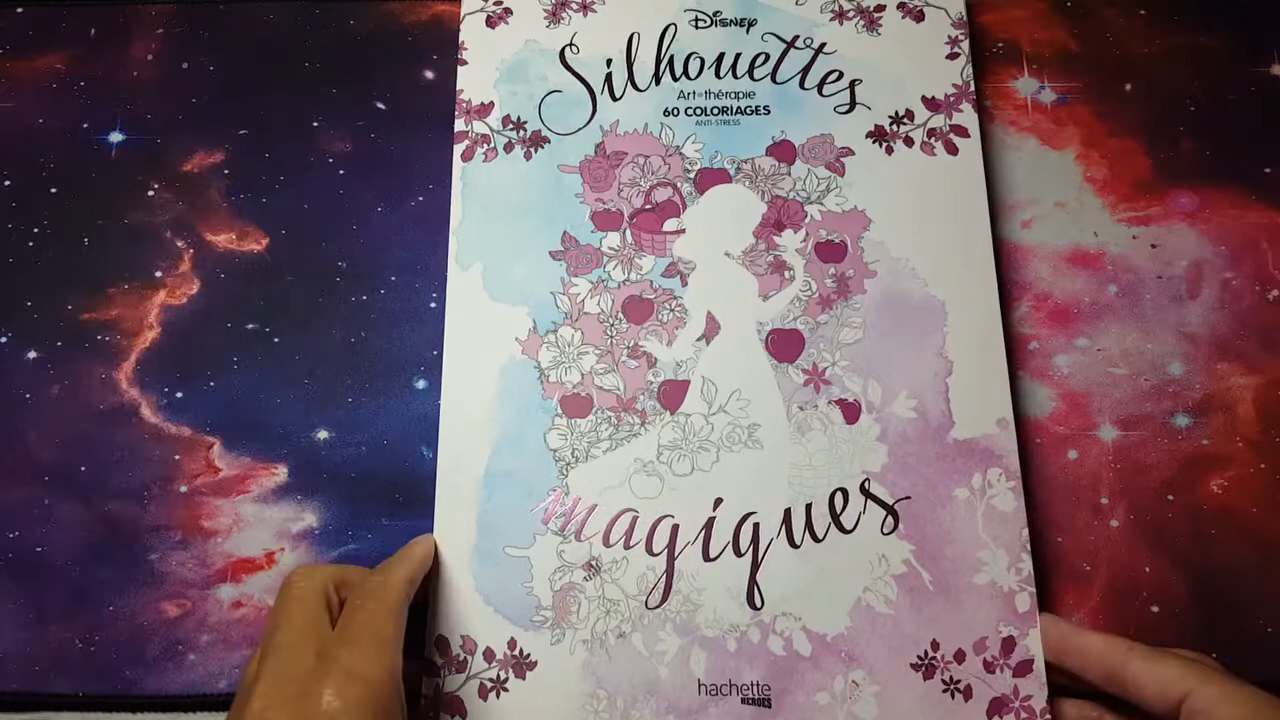 Disney
Silhouettes
Art-thérapie
60 COLORIAGES
ANTI-STRESS
magiques
hachette
HEROES